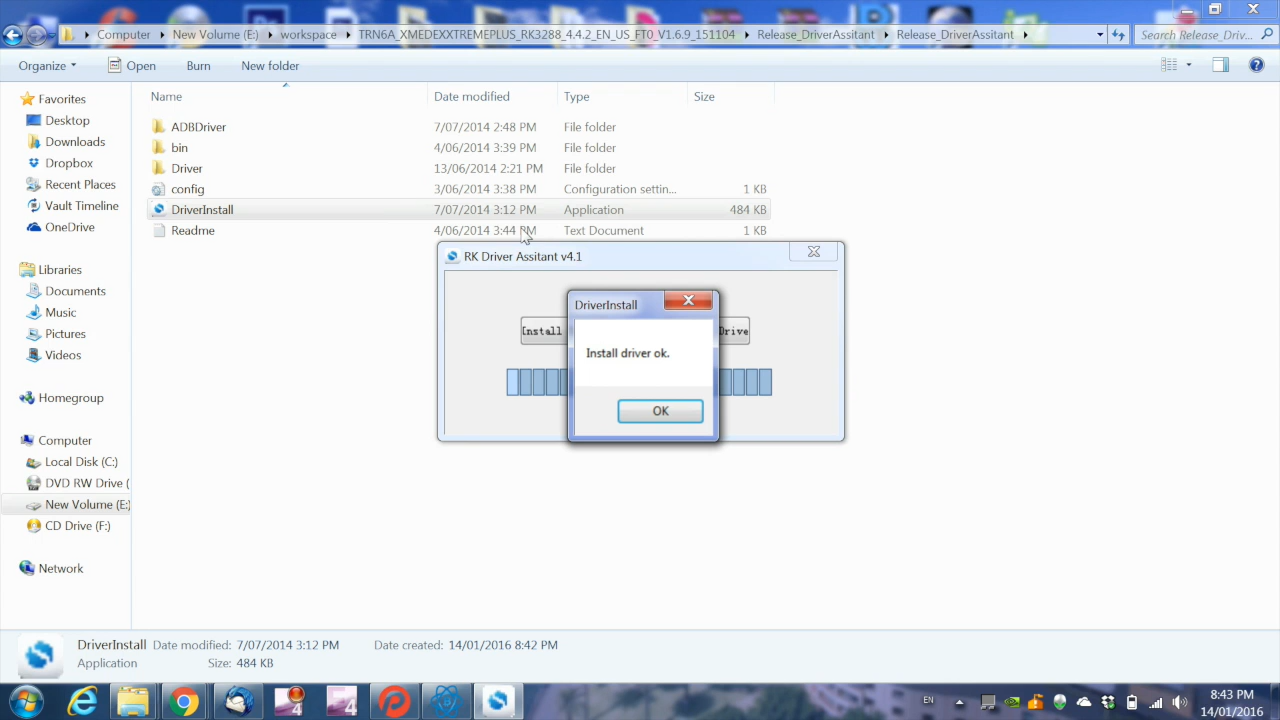 Computer ▸ New Volume (E:) ▸ workspace ▸ TRN6A_XMEDEXXTREMEPLUS_RK3288_4.4.2_EN_US_FT0_V1.6.9_151104 ▸ Release_DriverAssitant ▸ Release_DriverAssitant ▸ Search Release_Driv...
Organize Open Burn New folder
Name Date modified Type Size
Favorites
Desktop
Downloads
Dropbox
Recent Places
Vault Timeline
OneDrive
Libraries
Documents
Music
Pictures
Videos
Homegroup
Computer
Local Disk (C:)
DVD RW Drive (
New Volume (E:)
CD Drive (F:)
Network
ADBDriver 7/07/2014 2:48 PM File folder
bin 4/06/2014 3:39 PM File folder
Driver 13/06/2014 2:21 PM File folder
config 3/06/2014 3:38 PM Configuration settin... 1 KB
DriverInstall 7/07/2014 3:12 PM Application 484 KB
Readme 4/06/2014 3:44 PM Text Document 1 KB
RK Driver Assitant v4.1
Install Drive
DriverInstall
Install driver ok.
OK
DriverInstall Date modified: 7/07/2014 3:12 PM Date created: 14/01/2016 8:42 PM
Application Size: 484 KB
4 4
EN
8:43 PM
14/01/2016